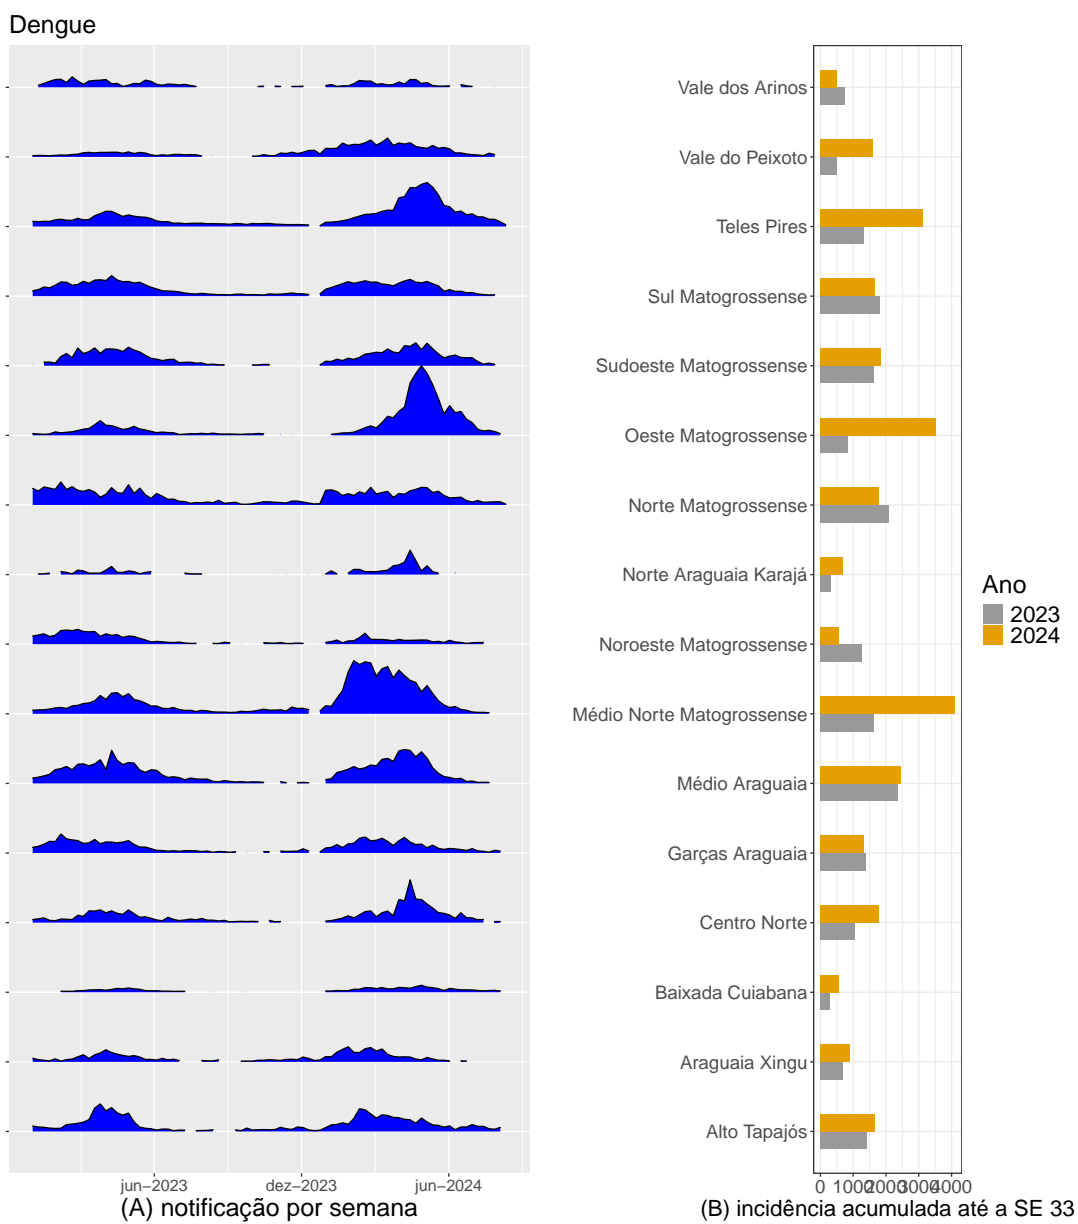 Dengue
Vale dos Arinos
Vale do Peixoto
Teles Pires
Sul Matogrossense
Sudoeste Matogrossense
Oeste Matogrossense
Norte Matogrossense
Norte Araguaia Karajá
Noroeste Matogrossense
Médio Norte Matogrossense
Médio Araguaia
Garças Araguaia
Centro Norte
Baixada Cuiabana
Araguaia Xingu
Alto Tapajós
Ano
2023
2024
jun−2023 dez−2023 jun−2024
0 1000 2000 3000 4000
(A) notificação por semana
(B) incidência acumulada até a SE 33